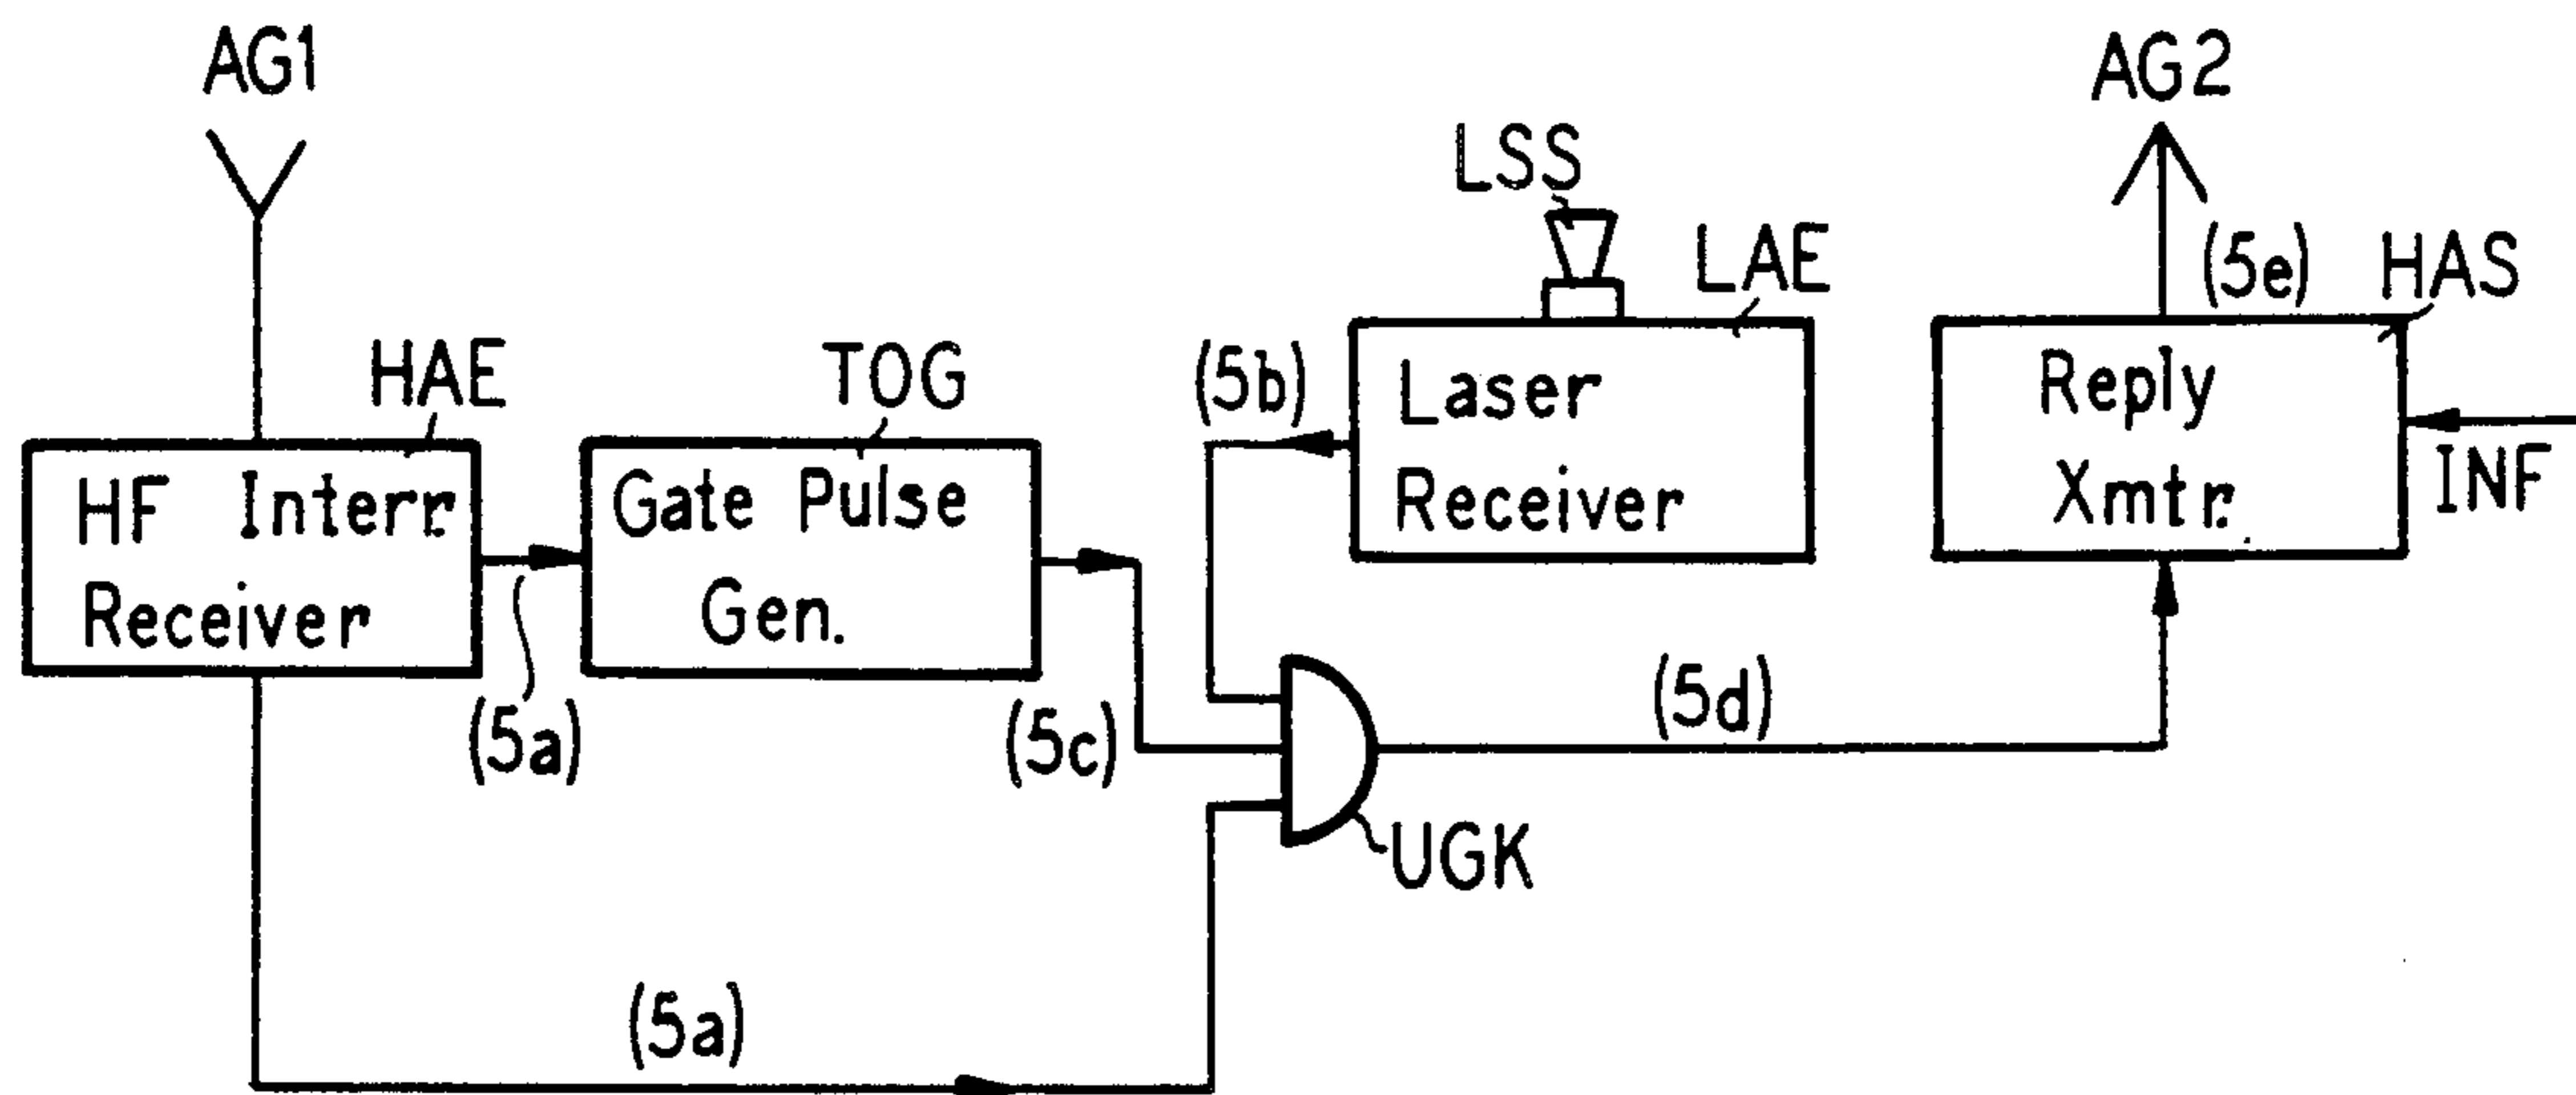 AG1
AG2
LSS
LAE
(5e)
HAS
HAE
TOG
(5b)
Laser
Receiver
Reply
Xmtr.
INF
HF Interr.
Receiver
Gate Pulse
Gen.
(5a)
(5c)
(5d)
UGK
(5a)